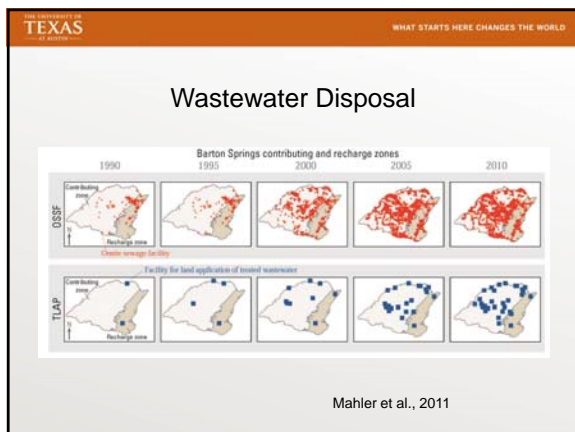 THE UNIVERSITY OF
TEXAS
AT AUSTIN
WHAT STARTS HERE CHANGES THE WORLD
Wastewater Disposal
Barton Springs contributing and recharge zones
1990 1995 2000 2005 2010
OSSF
Contributing
zone
N
Recharge zone
Onsite sewage facility
Facility for land application of treated wastewater
TLAP
Contributing
zone
N
Recharge zone
Mahler et al., 2011